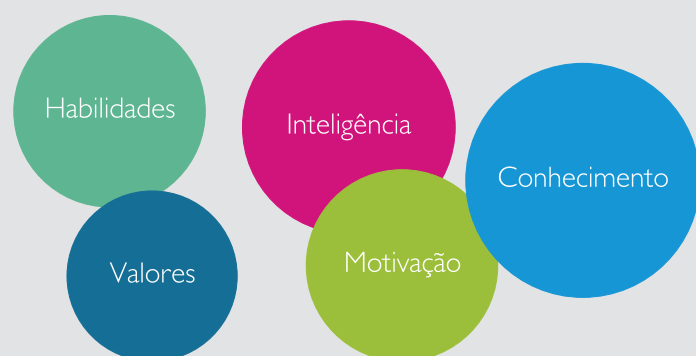 Habilidades
Inteligência
Conhecimento
Valores
Motivação